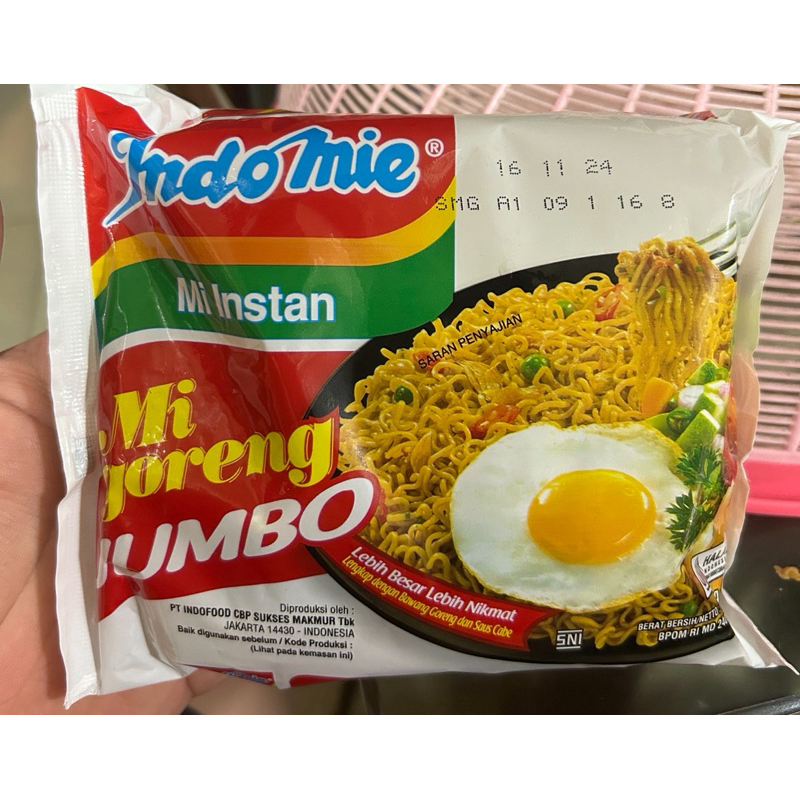 Indomie®
16 11 24
SMG A1 09 1 16 8
Mi Instan
SARAN PENYAJIAN
Mi
goreng
JUMBO
Lebih Besar Lebih Nikmat
Lengkap dengan Bawang Goreng dan Saus Cabe
Diproduksi oleh :
PT INDOFOOD CBP SUKSES MAKMUR Tbk
JAKARTA 14430 - INDONESIA
Baik digunakan sebelum / Kode Produksi :
(Lihat pada kemasan ini)
SNI
BERAT BERSIH/NETTO
BPOM RI MD